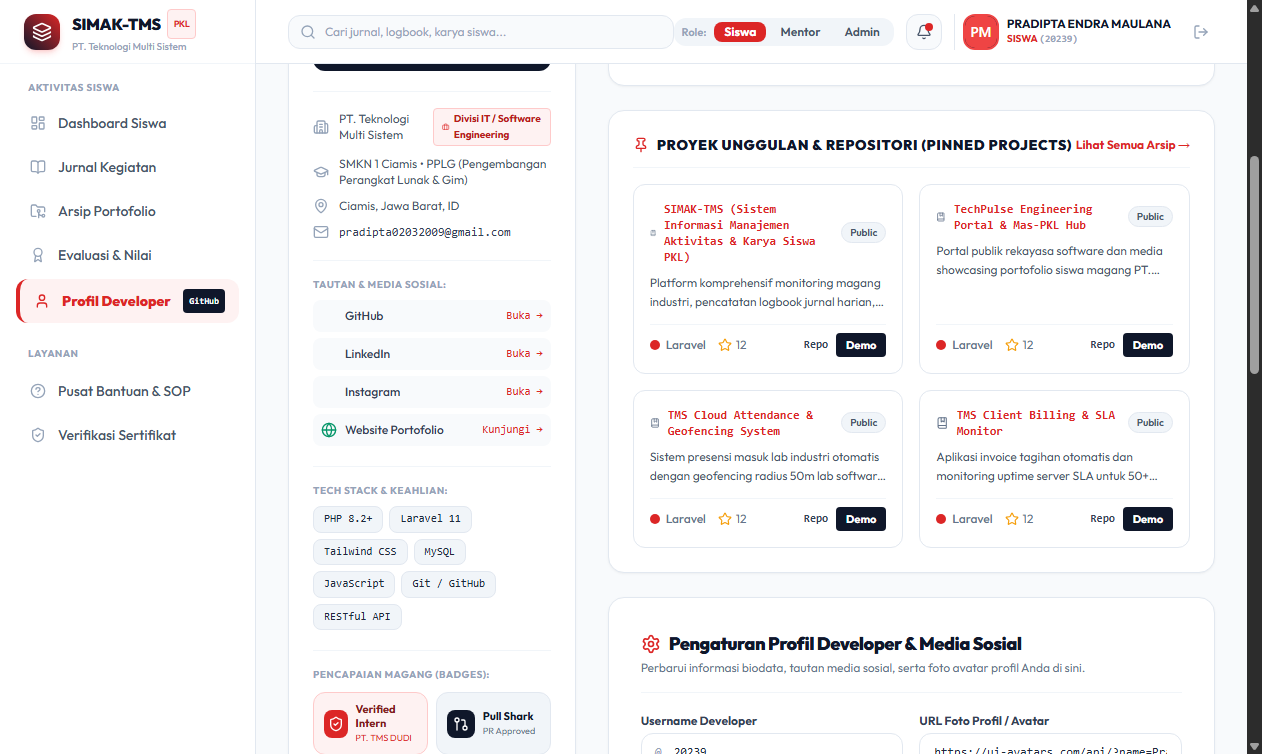 SIMAK-TMS PKL
PT. Teknologi Multi Sistem
Cari jurnal, logbook, karya siswa...
Role: Siswa Mentor Admin
PM
PRADIPTA ENDRA MAULANA
SISWA (20239)
AKTIVITAS SISWA
Dashboard Siswa
Jurnal Kegiatan
Arsip Portofolio
Evaluasi & Nilai
Profil Developer GitHub
LAYANAN
Pusat Bantuan & SOP
Verifikasi Sertifikat
PT. Teknologi
Multi Sistem
Divisi IT / Software
Engineering
SMKN 1 Ciamis • PPLG (Pengembangan
Perangkat Lunak & Gim)
Ciamis, Jawa Barat, ID
pradipta02032009@gmail.com
TAUTAN & MEDIA SOSIAL:
GitHub Buka →
LinkedIn Buka →
Instagram Buka →
Website Portofolio Kunjungi →
TECH STACK & KEAHLIAN:
PHP 8.2+ Laravel 11
Tailwind CSS MySQL
JavaScript Git / GitHub
RESTful API
PENCAPAIAN MAGANG (BADGES):
Verified
Intern
PT. TMS DUDI
Pull Shark
PR Approved
PROYEK UNGGULAN & REPOSITORI (PINNED PROJECTS) Lihat Semua Arsip →
SIMAK-TMS (Sistem
Informasi Manajemen
Aktivitas & Karya Siswa
PKL)
Public
Platform komprehensif monitoring magang
industri, pencatatan logbook jurnal harian,...
Laravel 12 Repo Demo
TechPulse Engineering
Portal & Mas-PKL Hub
Public
Portal publik rekayasa software dan media
showcasing portofolio siswa magang PT....
Laravel 12 Repo Demo
TMS Cloud Attendance &
Geofencing System
Public
Sistem presensi masuk lab industri otomatis
dengan geofencing radius 50m lab softwar...
Laravel 12 Repo Demo
TMS Client Billing & SLA
Monitor
Public
Aplikasi invoice tagihan otomatis dan
monitoring uptime server SLA untuk 50+...
Laravel 12 Repo Demo
Pengaturan Profil Developer & Media Sosial
Perbarui informasi biodata, tautan media sosial, serta foto avatar profil Anda di sini.
Username Developer
@ 20239
URL Foto Profil / Avatar
https://ui-avatars.com/api/?name=Pra